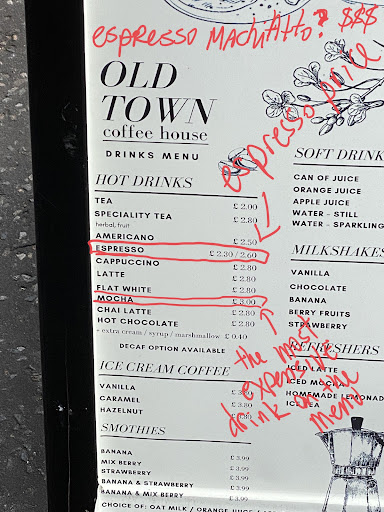 espresso Machiatto? $$$
OLD
TOWN
coffee house
DRINKS MENU
espresso price
HOT DRINKS
TEA £ 2.00
SPECIALITY TEA £ 2.80
herbal, fruit
AMERICANO £ 2.50
ESPRESSO £ 2.30 / 2.60
CAPPUCCINO £ 2.80
LATTE £ 2.80
FLAT WHITE £ 2.80
MOCHA £ 3.00
CHAI LATTE £ 2.80
HOT CHOCOLATE £ 2.80
+ extra cream / syrup / marshmallow £ 0.40
DECAF OPTION AVAILABLE
the most
expensive
drink on the
menu
ICE CREAM COFFEE
VANILLA £ 3.80
CARAMEL £ 3.80
HAZELNUT £ 3.80
SMOTHIES
BANANA £ 3.99
MIX BERRY £ 3.99
STRAWBERRY £ 3.99
BANANA & STRAWBERRY £ 3.99
BANANA & MIX BERRY £ 3.99
CHOICE OF: OAT MILK / ORANGE JUICE
SOFT DRINK
CAN OF JUICE
ORANGE JUICE
APPLE JUICE
WATER - STILL
WATER - SPARKLING
MILKSHAKES
VANILLA
CHOCOLATE
BANANA
BERRY FRUITS
STRAWBERRY
REFRESHERS
ICED LATTE
ICED MOCHA
HOMEMADE LEMONAD
ICE TEA